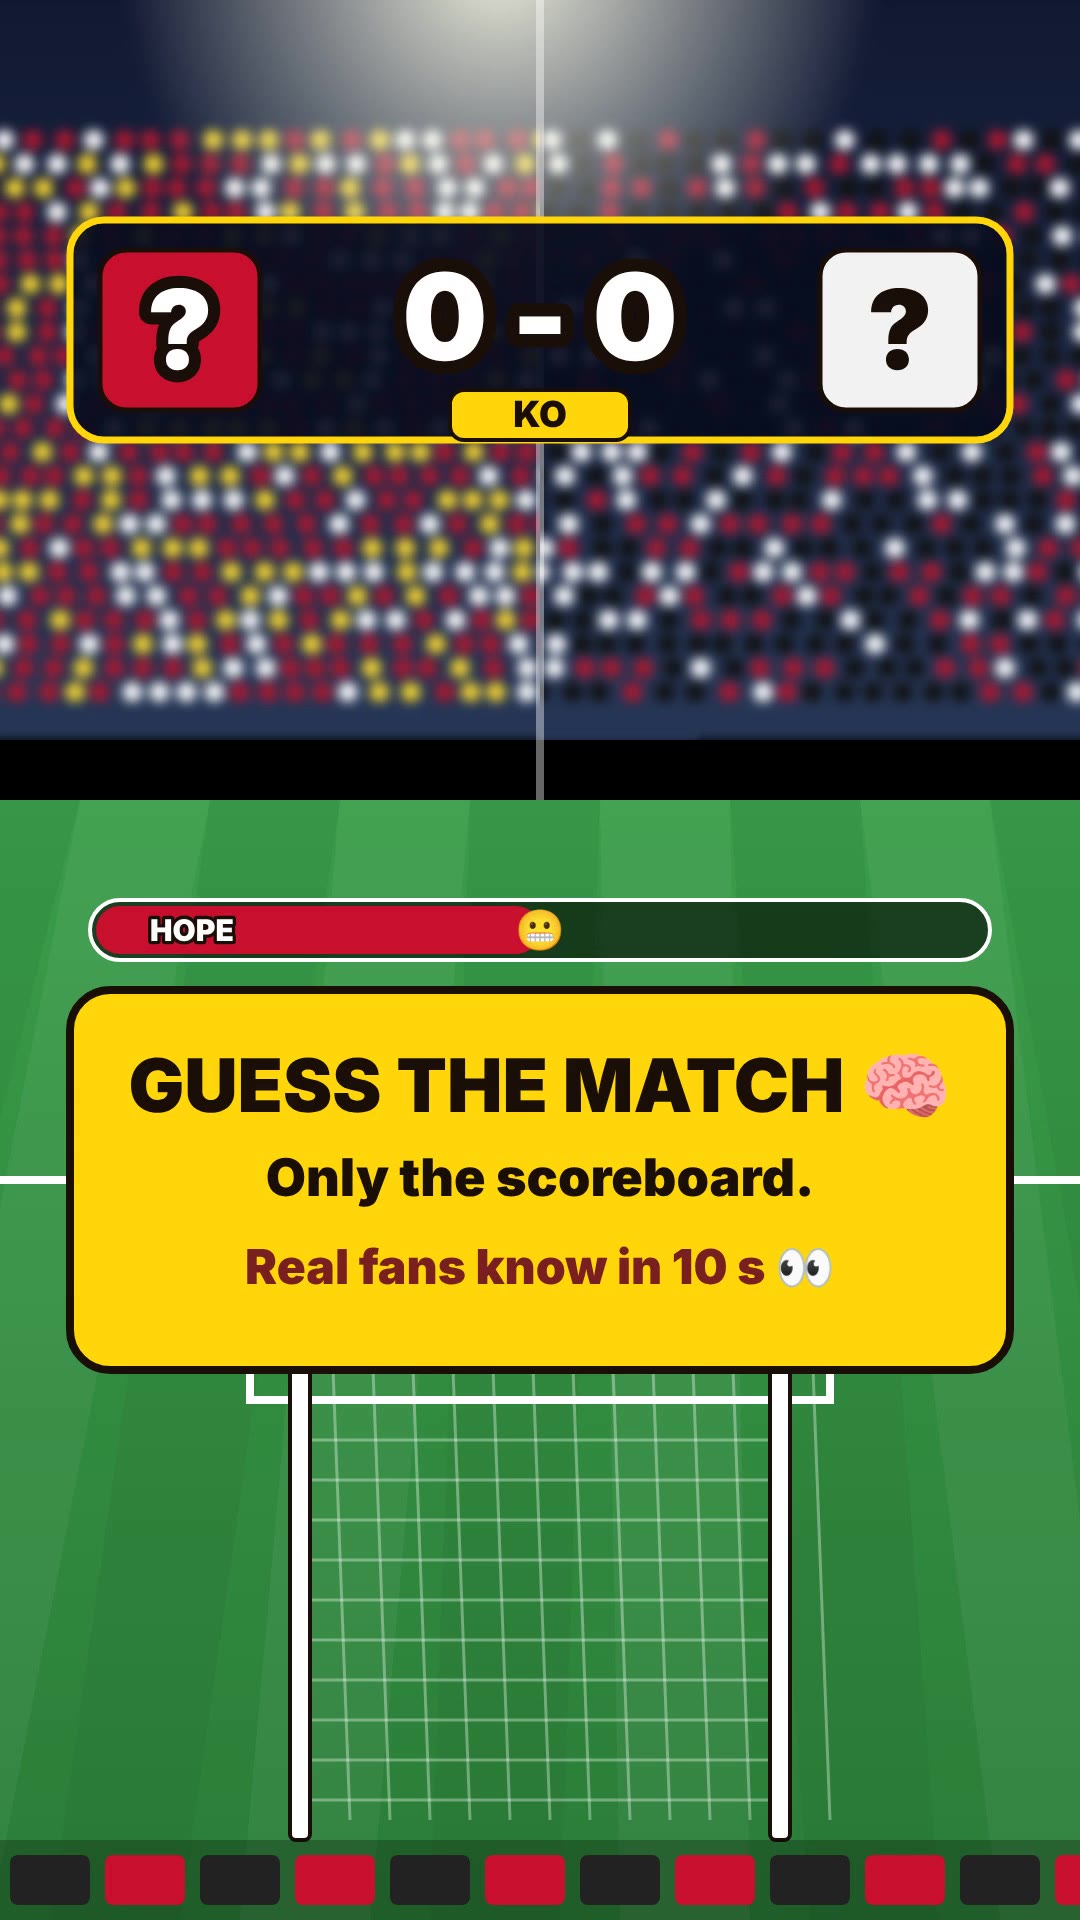 ? 0-0 ?
KO
HOPE
GUESS THE MATCH 🧠
Only the scoreboard.
Real fans know in 10 s 👀